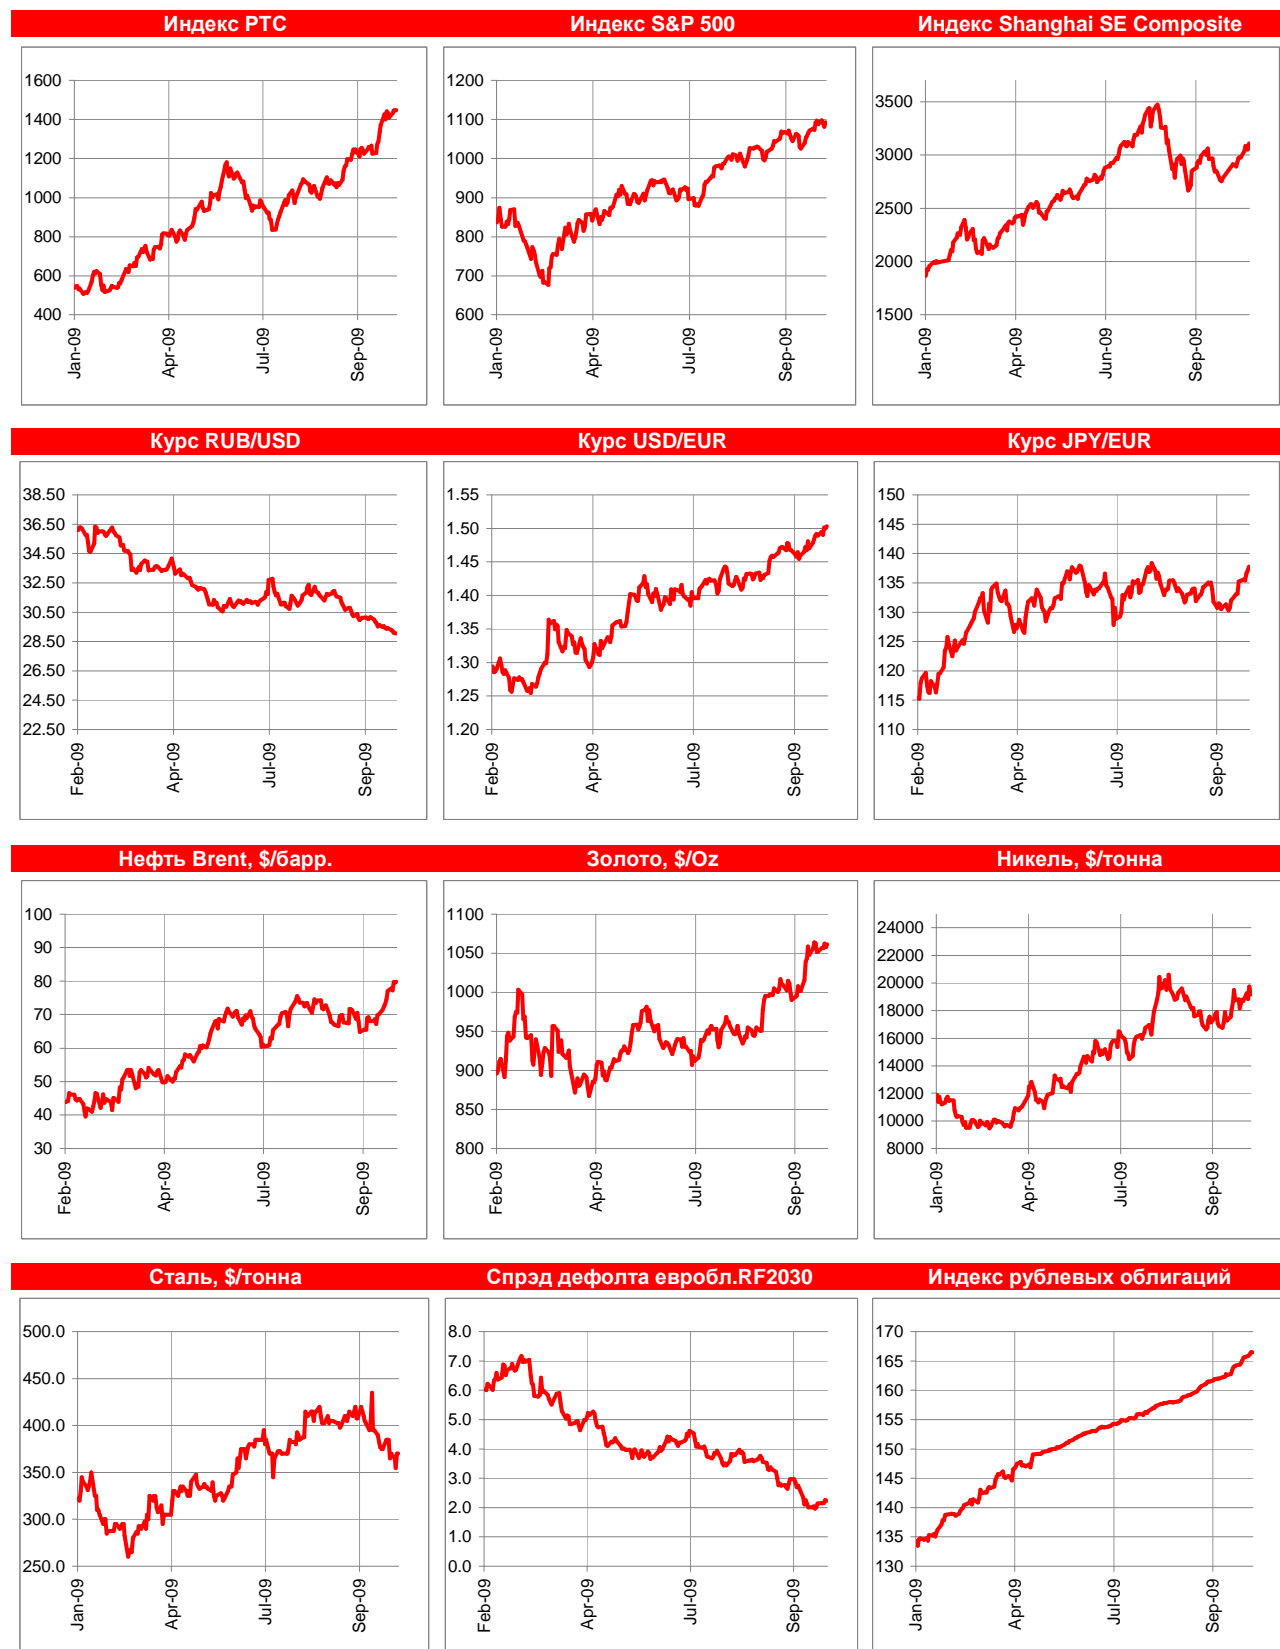 Индекс РТС
Индекс S&P 500
Индекс Shanghai SE Composite
1600
1400
1200
1000
800
600
400
Jan-09
Apr-09
Jul-09
Sep-09
1200
1100
1000
900
800
700
600
Jan-09
Apr-09
Jul-09
Sep-09
3500
3000
2500
2000
1500
Jan-09
Apr-09
Jun-09
Sep-09
Курс RUB/USD
Курс USD/EUR
Курс JPY/EUR
38.50
36.50
34.50
32.50
30.50
28.50
26.50
24.50
22.50
Feb-09
Apr-09
Jul-09
Sep-09
1.55
1.50
1.45
1.40
1.35
1.30
1.25
1.20
Feb-09
Apr-09
Jul-09
Sep-09
150
145
140
135
130
125
120
115
110
Feb-09
Apr-09
Jul-09
Sep-09
Нефть Brent, $/барр.
Золото, $/Oz
Никель, $/тонна
100
90
80
70
60
50
40
30
Feb-09
Apr-09
Jul-09
Sep-09
1100
1050
1000
950
900
850
800
Feb-09
Apr-09
Jul-09
Sep-09
24000
22000
20000
18000
16000
14000
12000
10000
8000
Jan-09
Apr-09
Jul-09
Sep-09
Сталь, $/тонна
Спрэд дефолта евробл.RF2030
Индекс рублевых облигаций
500.0
450.0
400.0
350.0
300.0
250.0
Jan-09
Apr-09
Jul-09
Sep-09
8.0
7.0
6.0
5.0
4.0
3.0
2.0
1.0
0.0
Feb-09
Apr-09
Jul-09
Sep-09
170
165
160
155
150
145
140
135
130
Jan-09
Apr-09
Jul-09
Sep-09